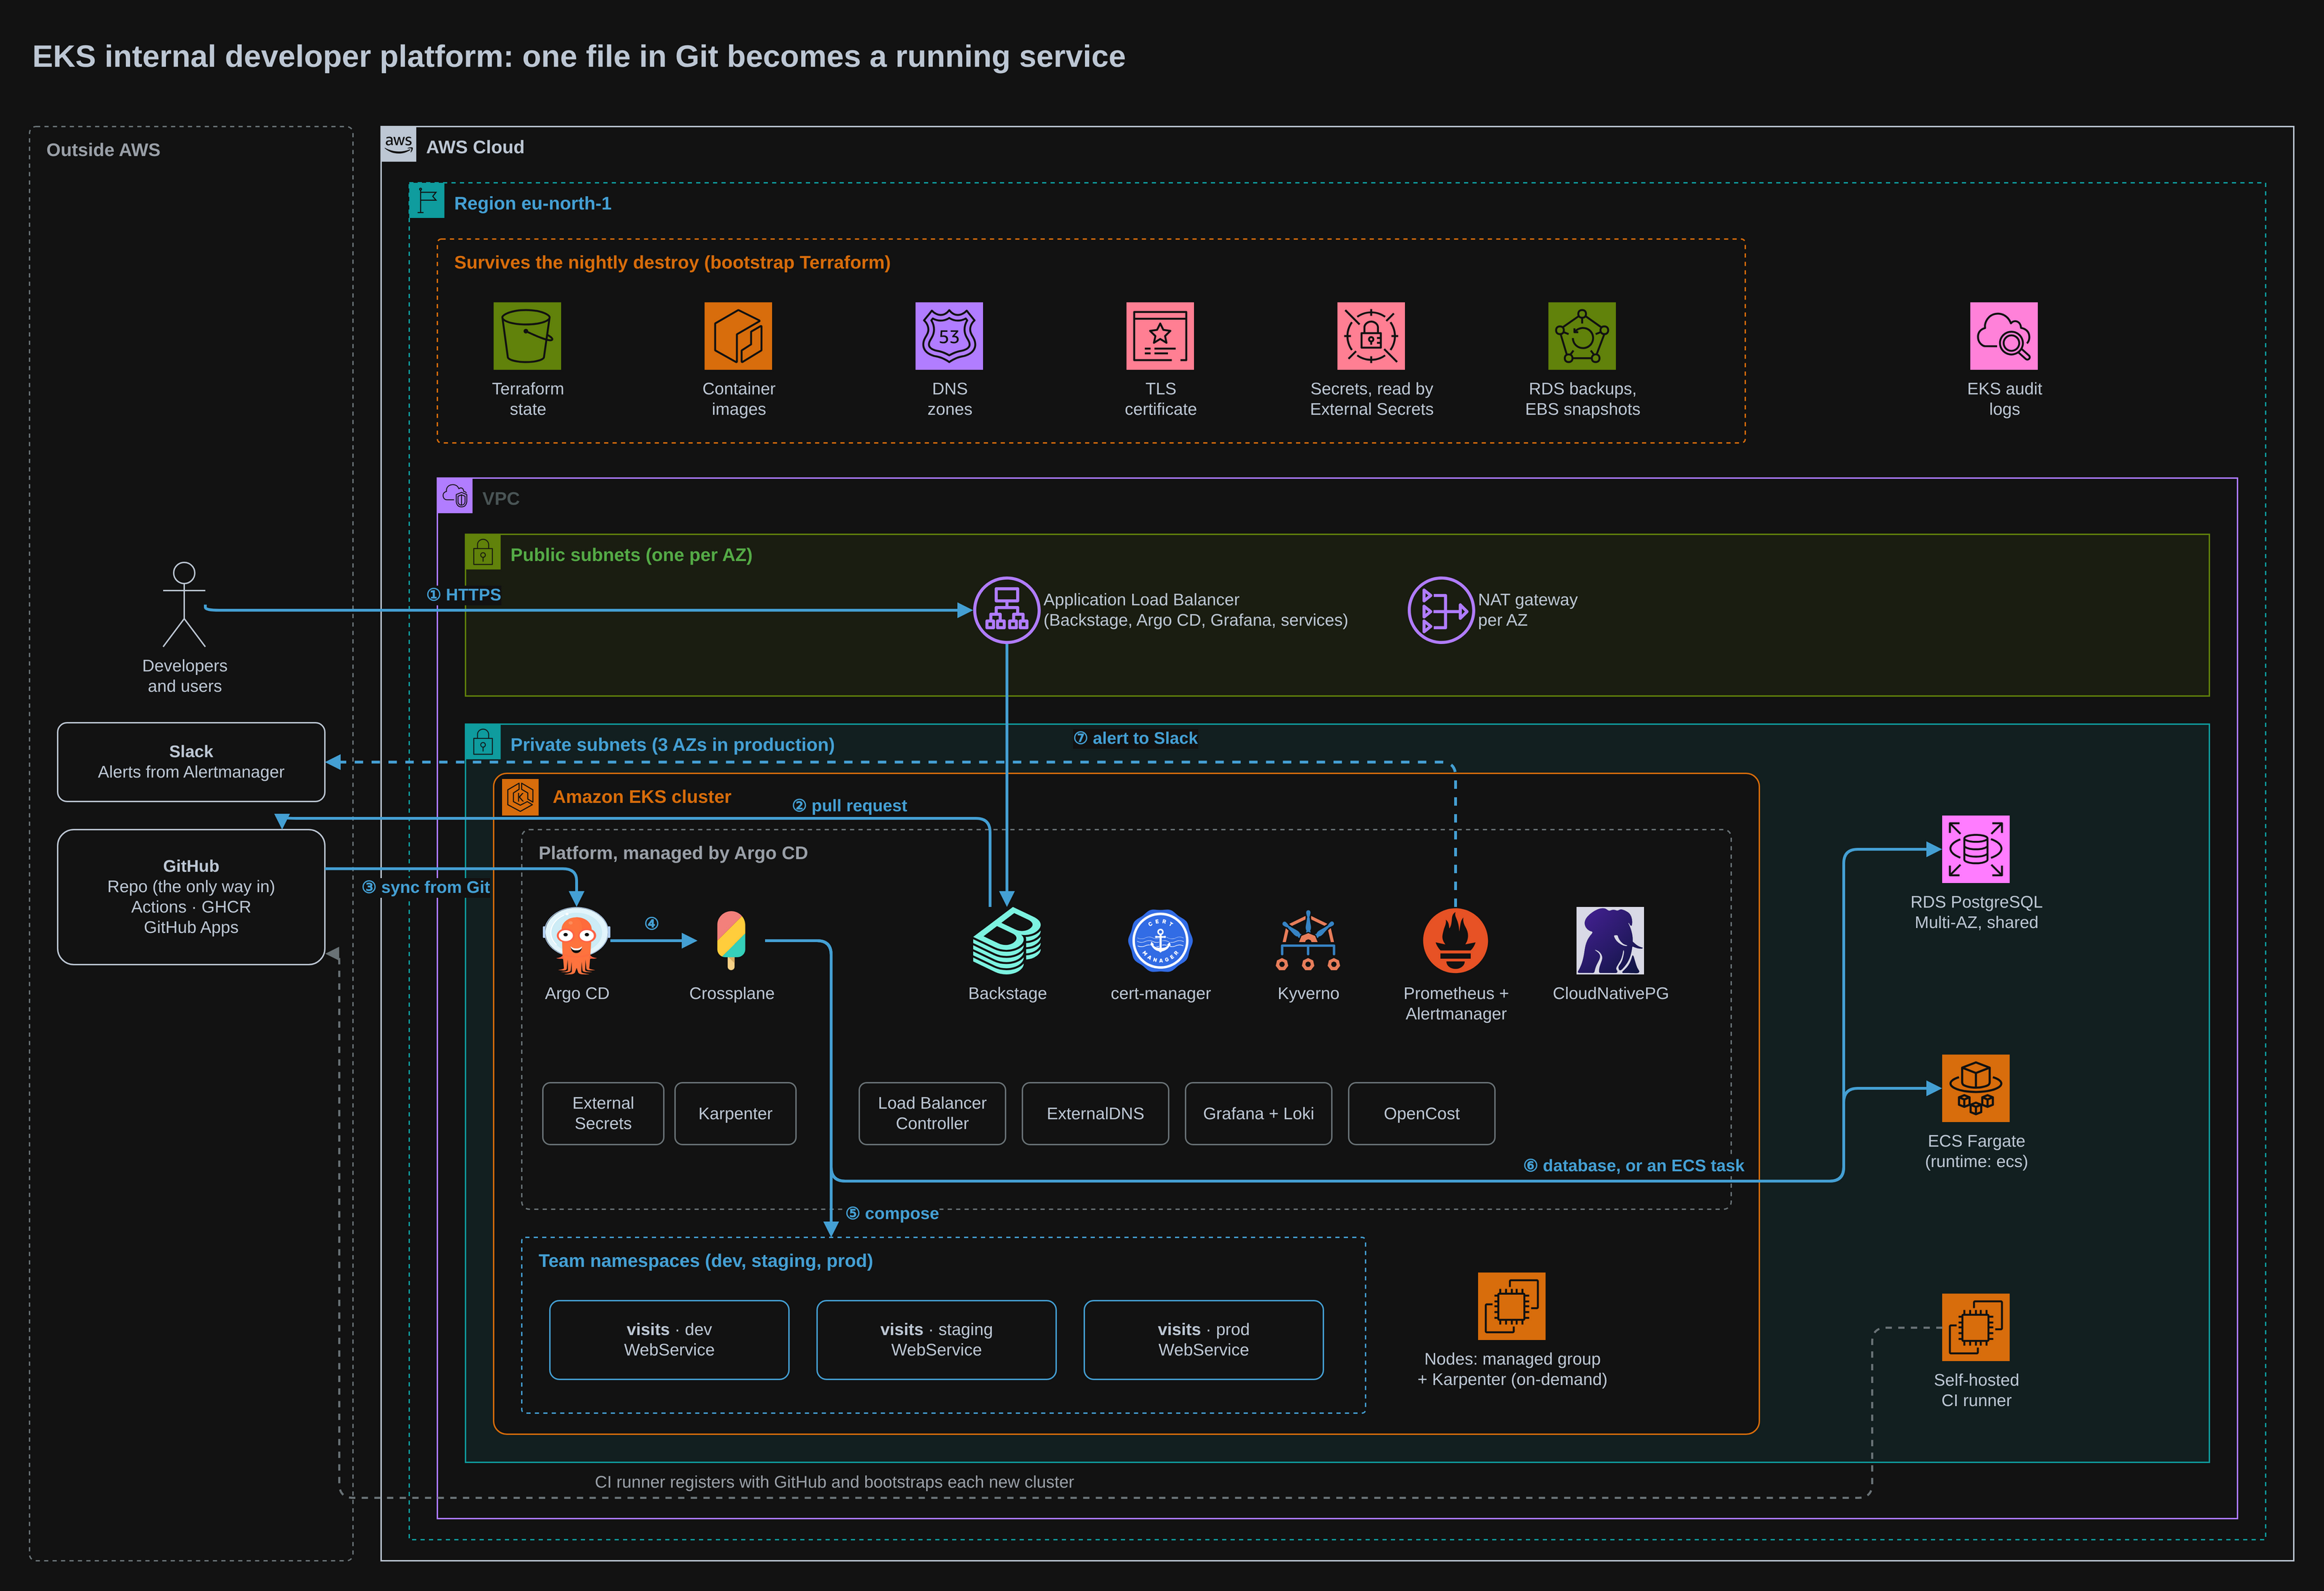 EKS internal developer platform: one file in Git becomes a running service
Outside AWS
aws
AWS Cloud
Region eu-north-1
Survives the nightly destroy (bootstrap Terraform)
Terraform
state
Container
images
53
DNS
zones
TLS
certificate
Secrets, read by
External Secrets
RDS backups,
EBS snapshots
EKS audit
logs
VPC
Public subnets (one per AZ)
① HTTPS
Application Load Balancer
(Backstage, Argo CD, Grafana, services)
NAT gateway
per AZ
Developers
and users
Slack
Alerts from Alertmanager
Private subnets (3 AZs in production)
⑦ alert to Slack
Amazon EKS cluster
② pull request
GitHub
Repo (the only way in)
Actions · GHCR
GitHub Apps
③ sync from Git
Platform, managed by Argo CD
④
Argo CD
Crossplane
Backstage
CERT
MANAGER
cert-manager
Kyverno
Prometheus +
Alertmanager
CloudNativePG
RDS PostgreSQL
Multi-AZ, shared
External
Secrets
Karpenter
Load Balancer
Controller
ExternalDNS
Grafana + Loki
OpenCost
ECS Fargate
(runtime: ecs)
⑥ database, or an ECS task
⑤ compose
Team namespaces (dev, staging, prod)
visits · dev
WebService
visits · staging
WebService
visits · prod
WebService
Nodes: managed group
+ Karpenter (on-demand)
Self-hosted
CI runner
CI runner registers with GitHub and bootstraps each new cluster